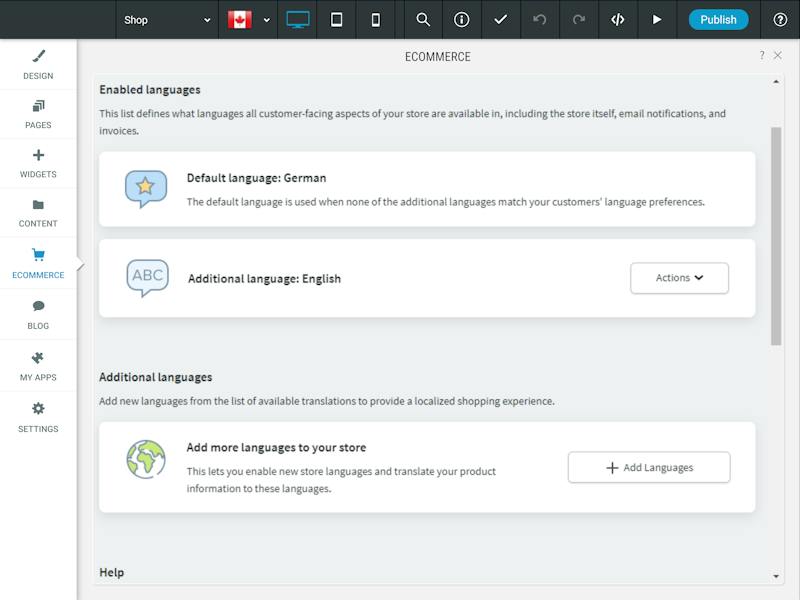 Shop
Publish
?
DESIGN
PAGES
WIDGETS
CONTENT
ECOMMERCE
BLOG
MY APPS
SETTINGS
ECOMMERCE
?
Enabled languages
This list defines what languages all customer-facing aspects of your store are available in, including the store itself, email notifications, and
invoices.
Default language: German
The default language is used when none of the additional languages match your customers' language preferences.
ABC
Additional language: English
Actions
Additional languages
Add new languages from the list of available translations to provide a localized shopping experience.
Add more languages to your store
This lets you enable new store languages and translate your product
information to these languages.
Add Languages
Help